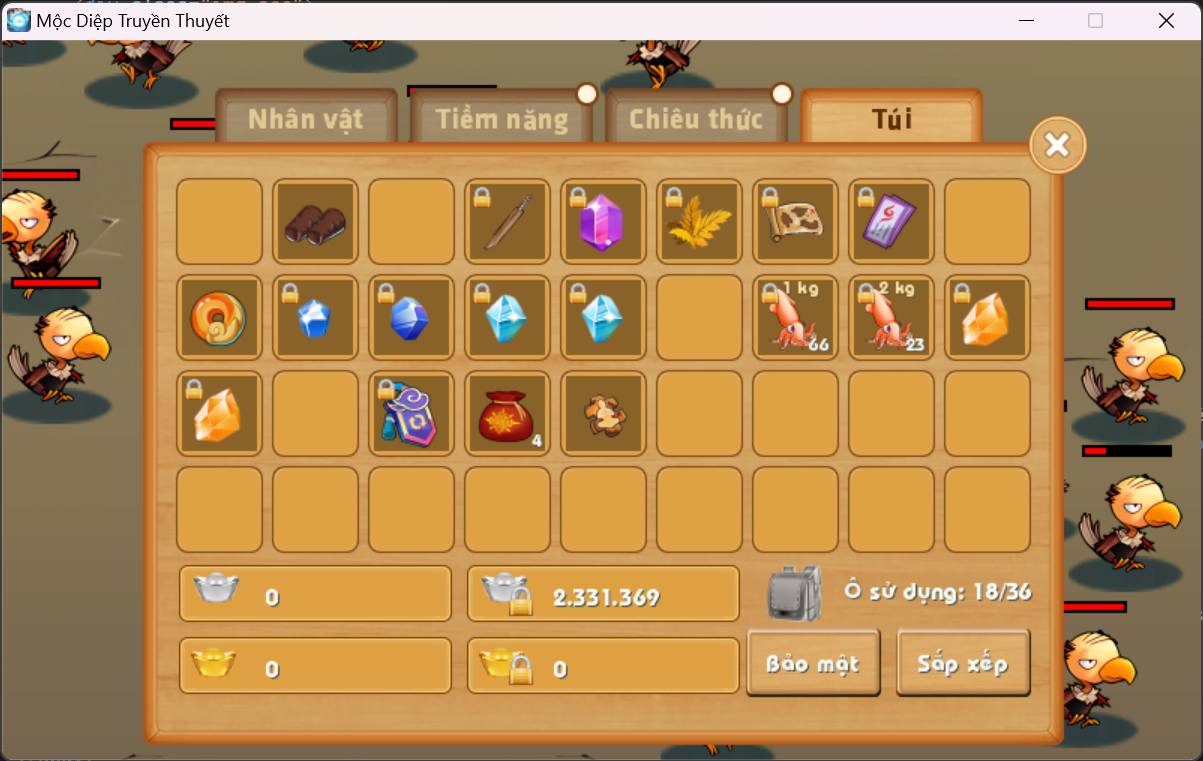 Mộc Diệp Truyền Thuyết
Nhân vật
Tiềm năng
Chiêu thức
Túi
1 kg
66
2 kg
23
4
0
2.331.369
Ô sử dụng: 18/36
0
0
Bảo mật
Sắp xếp